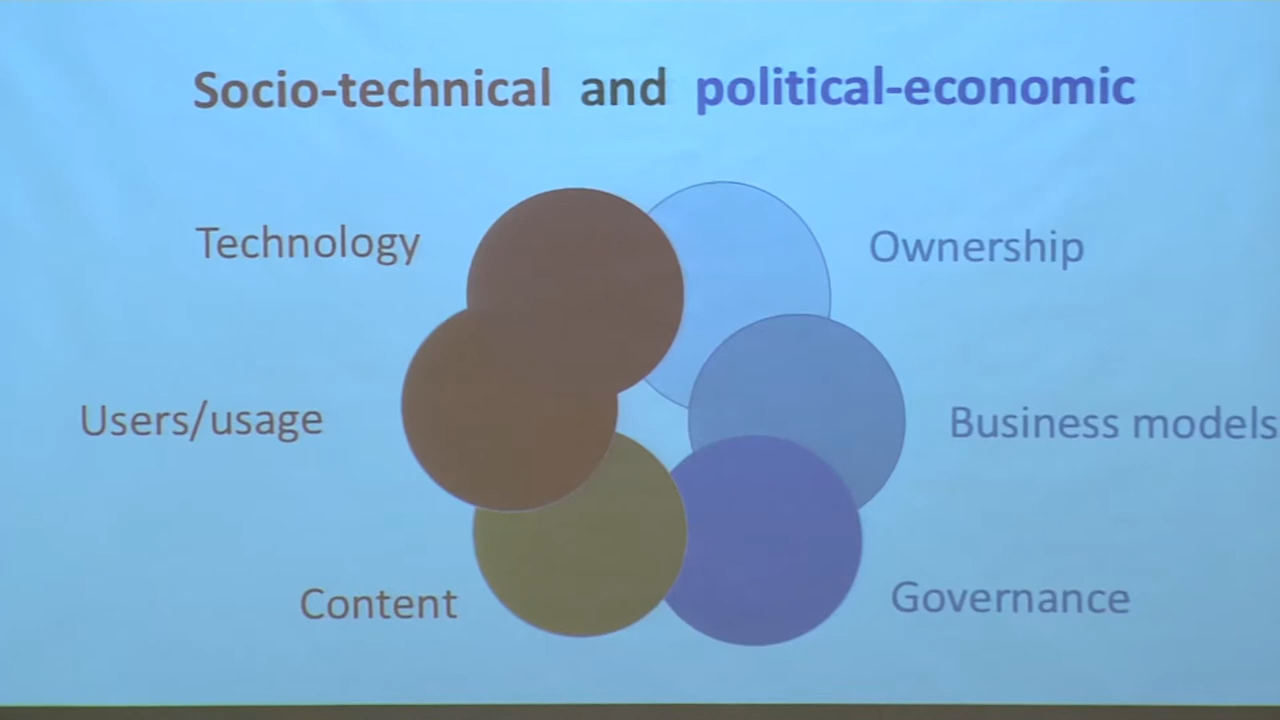 Socio-technical and political-economic
Technology
Ownership
Users/usage
Business models
Content
Governance